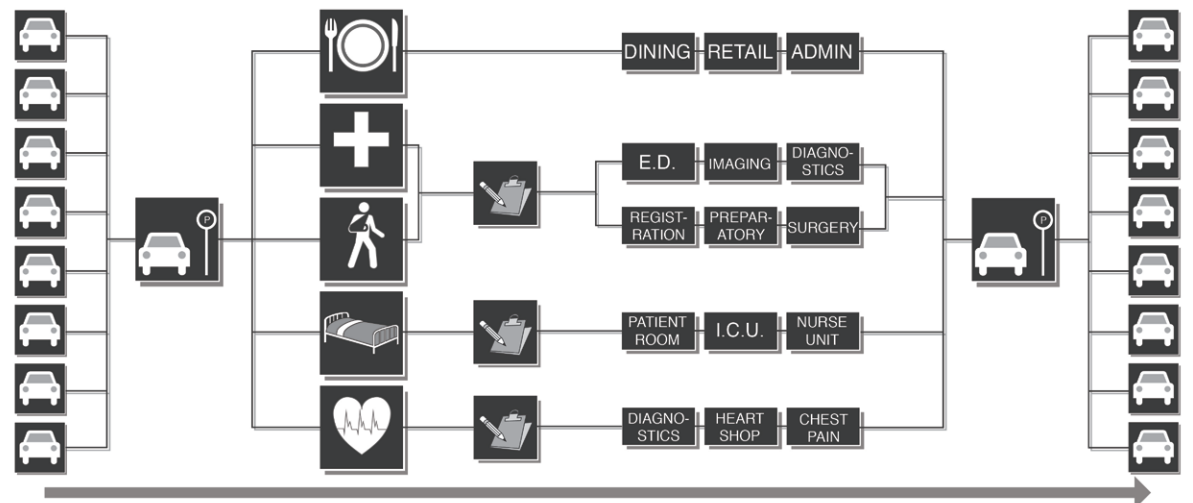 DINING
RETAIL
ADMIN
E.D.
IMAGING
DIAGNO-
STICS
REGIST-
RATION
PREPAR-
ATORY
SURGERY
P
P
PATIENT
ROOM
I.C.U.
NURSE
UNIT
DIAGNO-
STICS
HEART
SHOP
CHEST
PAIN